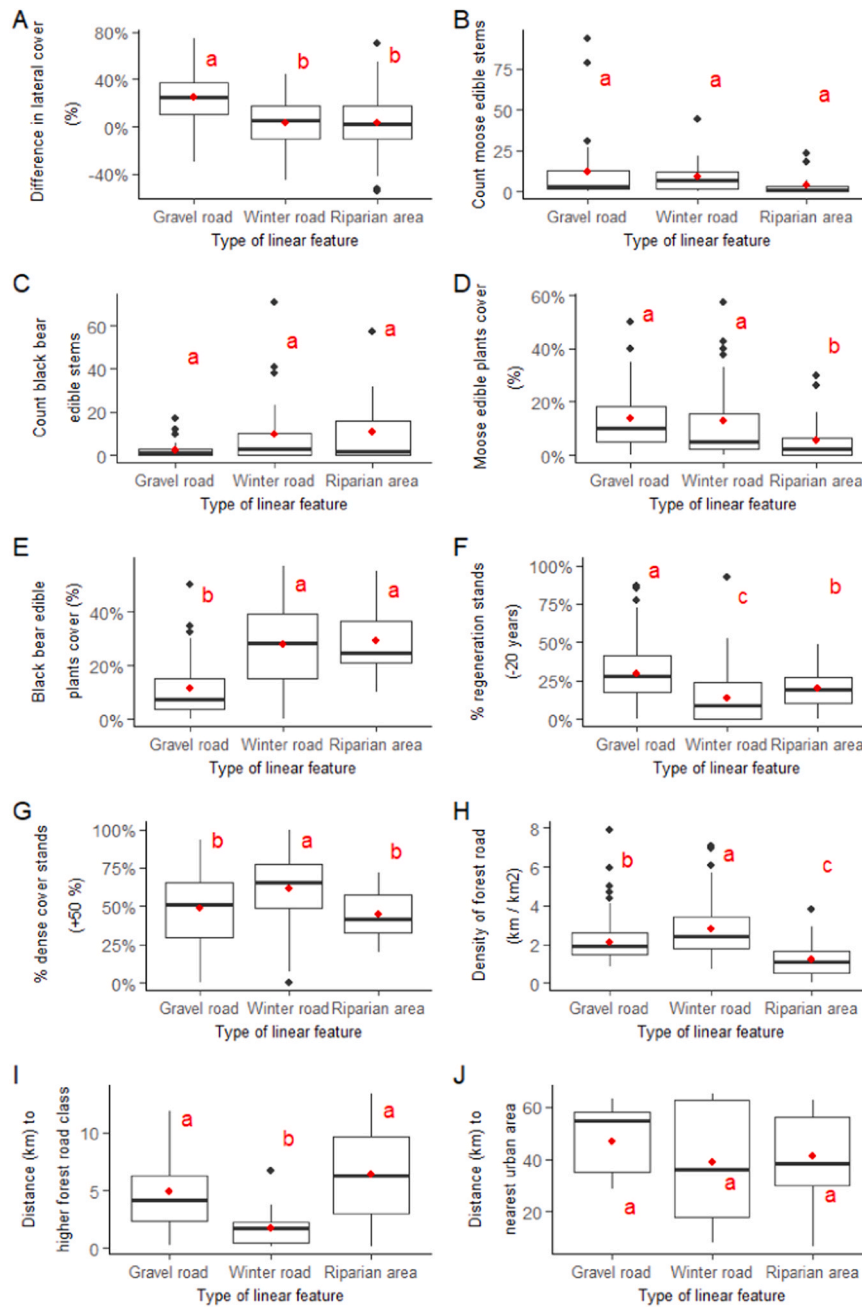 A
Difference in lateral cover
(%)
80%
40%
0%
-40%
a
b
b
Gravel road Winter road Riparian area
Type of linear feature
B
Count moose edible stems
75
50
25
0
a
a
a
Gravel road Winter road Riparian area
Type of linear feature
C
Count black bear
edible stems
60
40
20
0
a
a
a
Gravel road Winter road Riparian area
Type of linear feature
D
Moose edible plants cover
(%)
60%
40%
20%
0%
a
a
b
Gravel road Winter road Riparian area
Type of linear feature
E
Black bear edible
plants cover (%)
40%
20%
0%
b
a
a
Gravel road Winter road Riparian area
Type of linear feature
F
% regeneration stands
(-20 years)
100%
75%
50%
25%
0%
a
c
b
Gravel road Winter road Riparian area
Type of linear feature
G
% dense cover stands
(+50 %)
100%
75%
50%
25%
0%
b
a
b
Gravel road Winter road Riparian area
Type of linear feature
H
Density of forest road
(km / km2)
8
6
4
2
0
b
a
c
Gravel road Winter road Riparian area
Type of linear feature
I
Distance (km) to
higher forest road class
10
5
0
a
b
a
Gravel road Winter road Riparian area
Type of linear feature
J
Distance (km) to
nearest urban area
60
40
20
a
a
a
Gravel road Winter road Riparian area
Type of linear feature